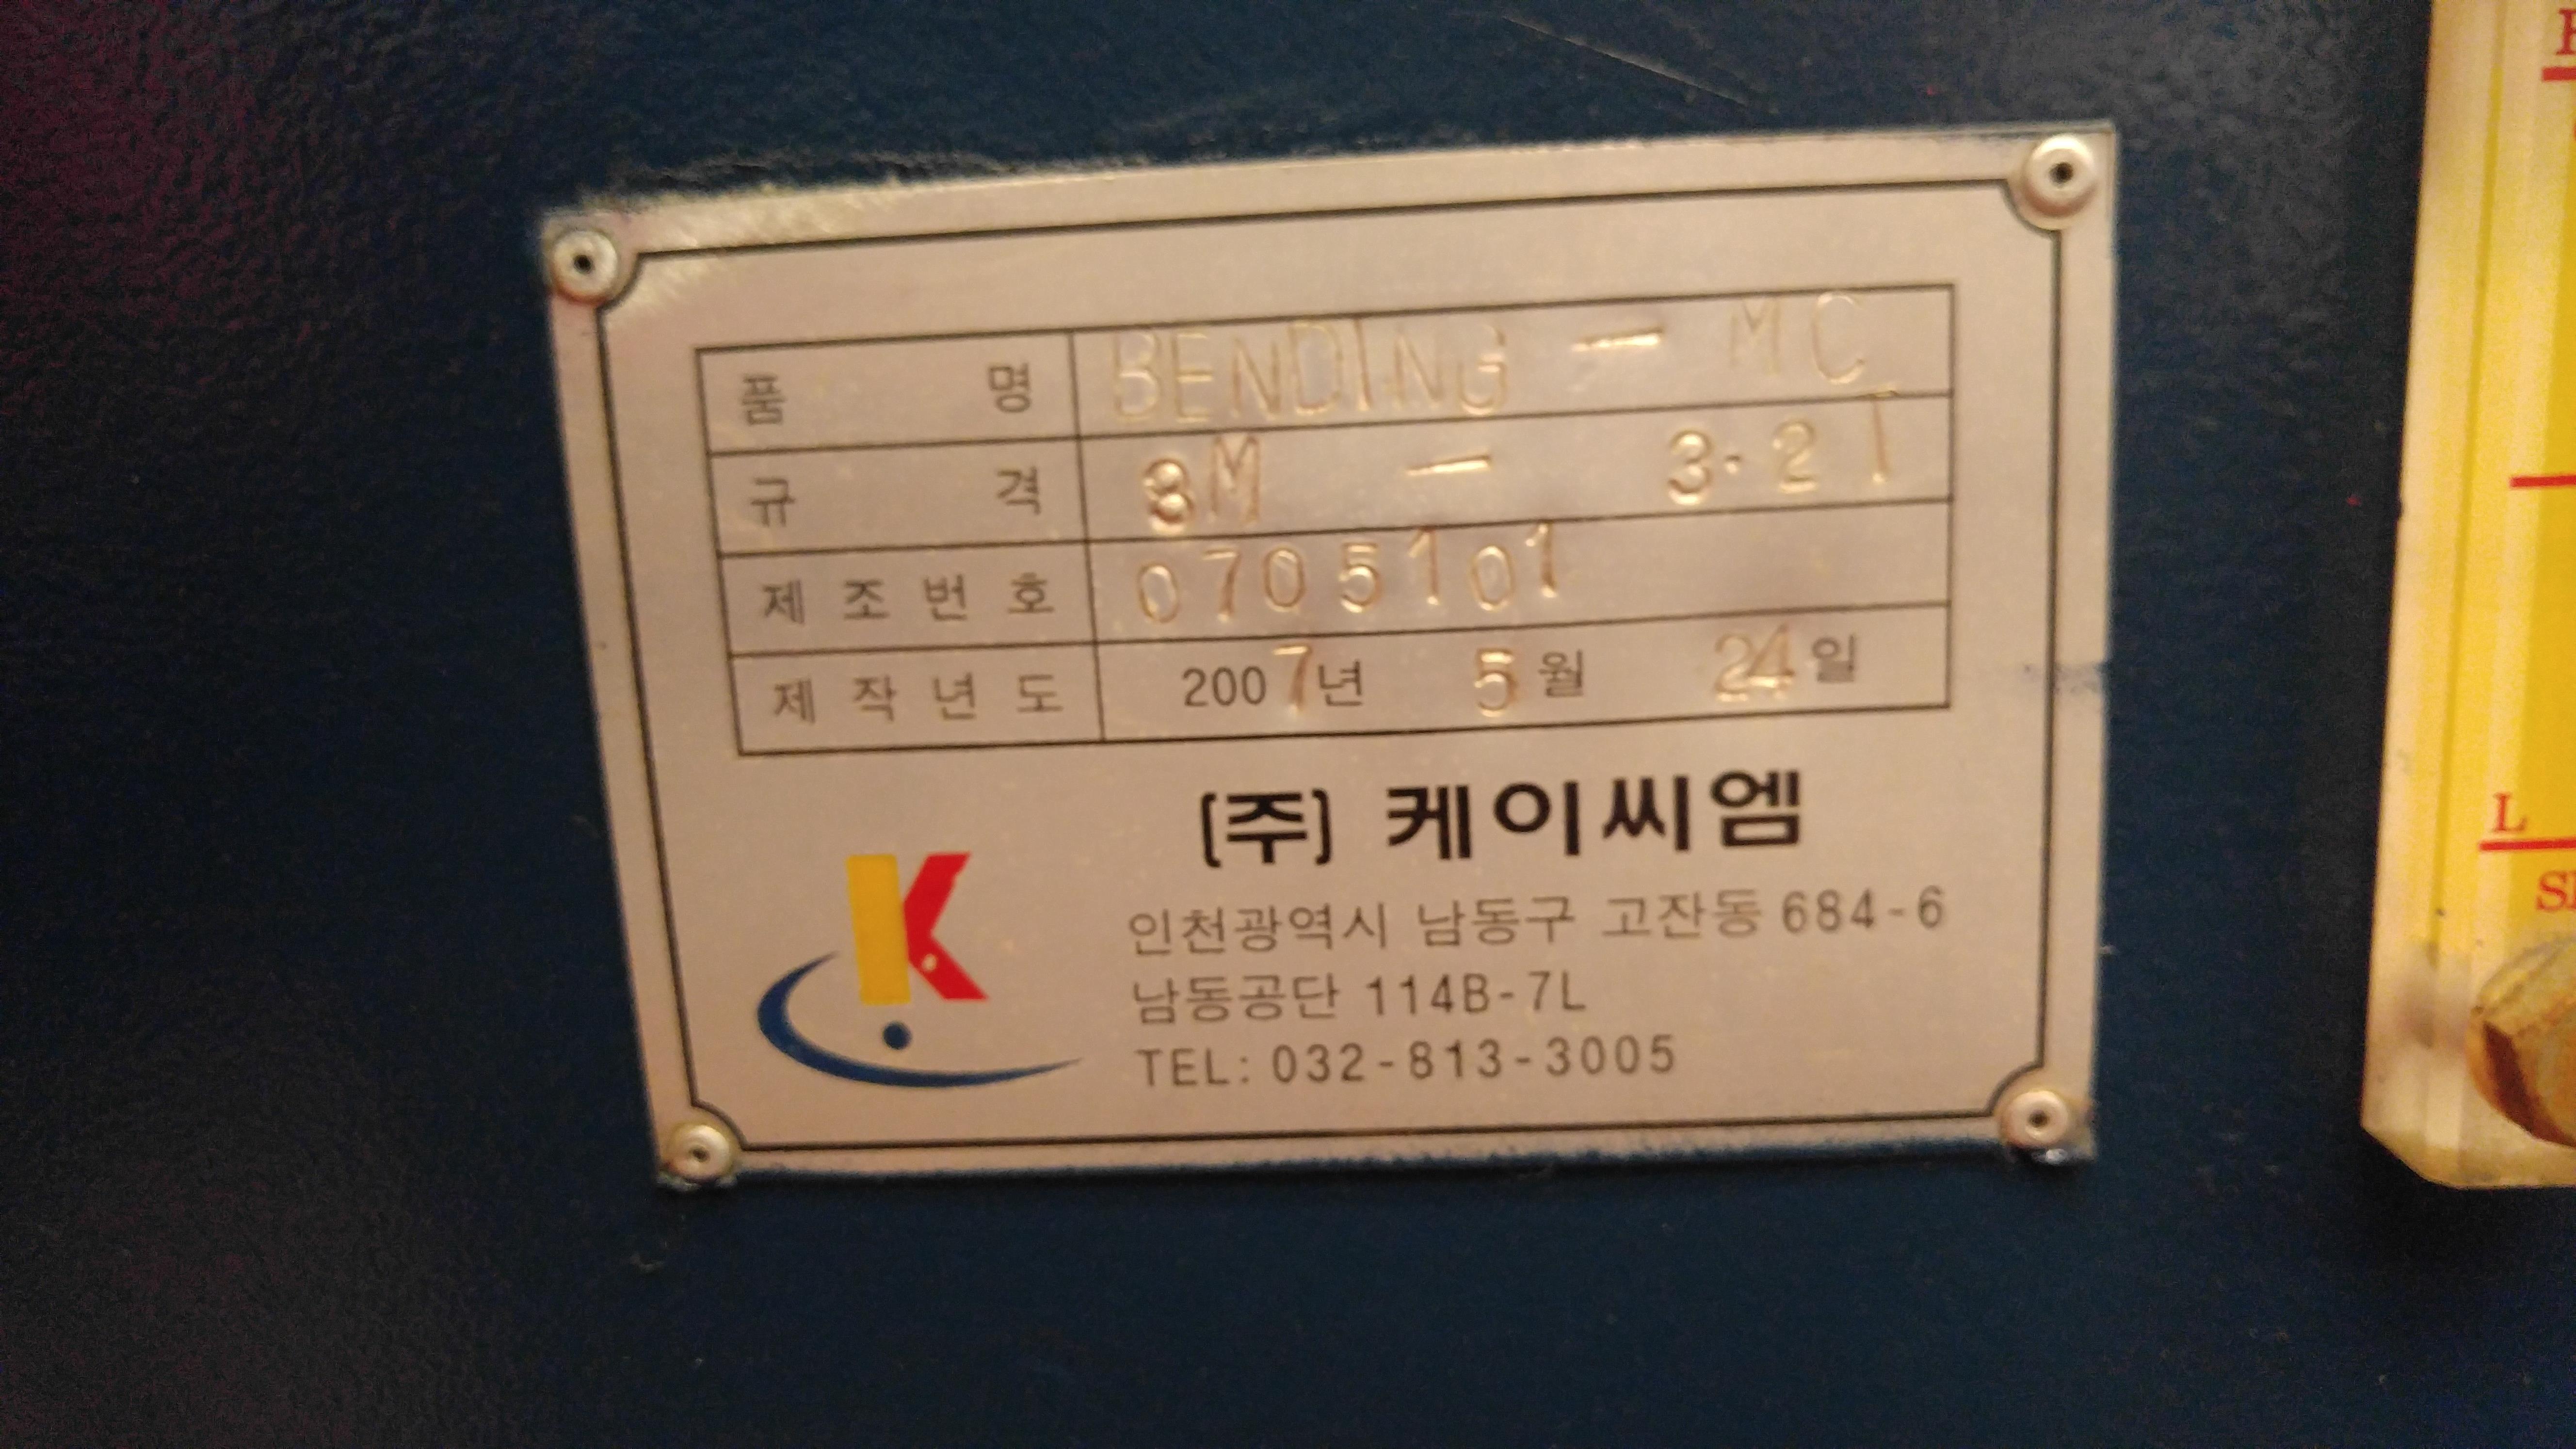 품명 BENDING - MC
규격 8M - 3.2T
제조번호 0705101
제작년도 2007년 5월 24일
(주) 케이씨엠
K
인천광역시 남동구 고잔동 684-6
남동공단 114B-7L
TEL: 032-813-3005
L